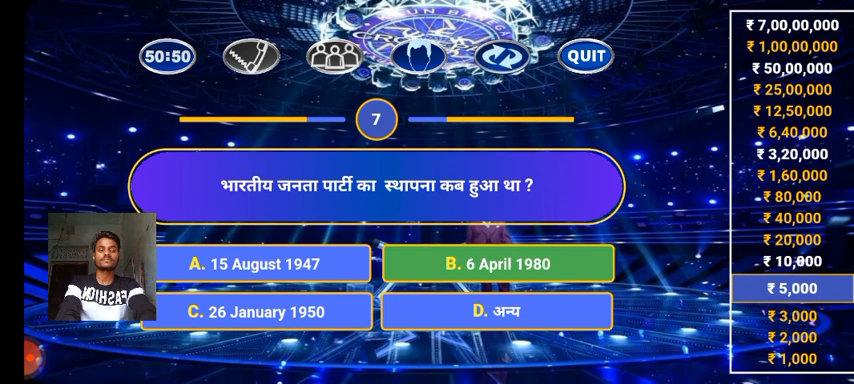 50:50
QUIT
7
भारतीय जनता पार्टी का स्थापना कब हुआ था ?
A. 15 August 1947
B. 6 April 1980
C. 26 January 1950
D. अन्य
₹ 7,00,00,000
₹ 1,00,00,000
₹ 50,00,000
₹ 25,00,000
₹ 12,50,000
₹ 6,40,000
₹ 3,20,000
₹ 1,60,000
₹ 80,000
₹ 40,000
₹ 20,000
₹ 10,000
₹ 5,000
₹ 3,000
₹ 2,000
₹ 1,000
FASHION